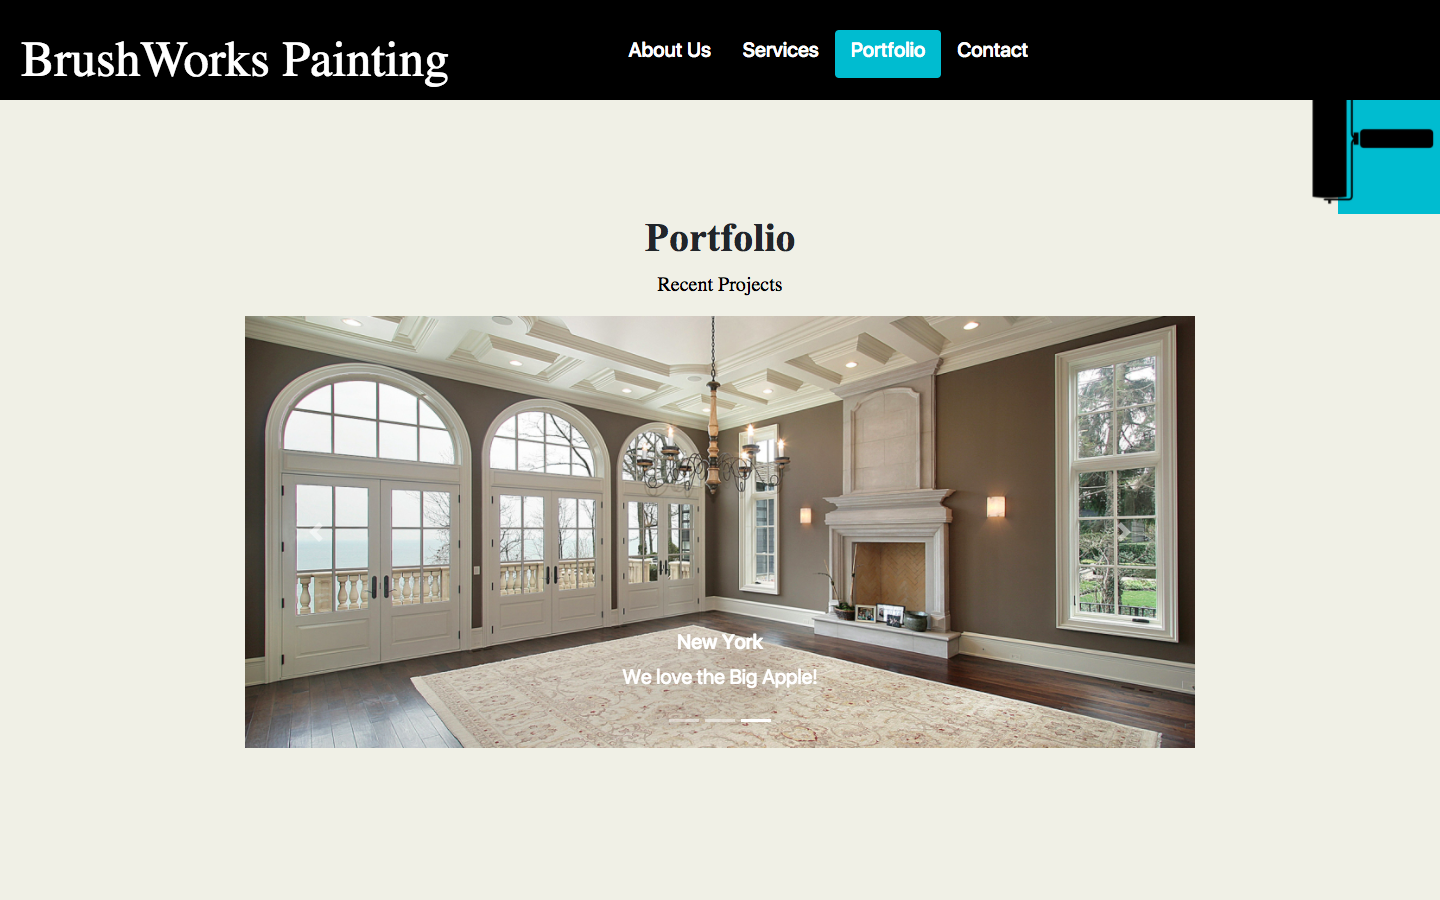 BrushWorks Painting
About Us Services Portfolio Contact
Portfolio
Recent Projects
New York
We love the Big Apple!